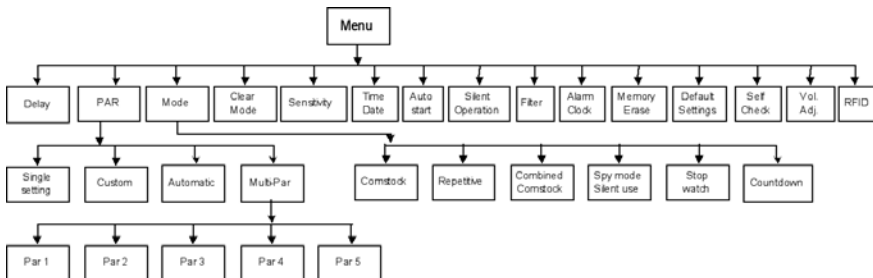 Menu
Delay
PAR
Mode
Clear
Mode
Sensitivity
Time
Date
Auto
start
Silent
Operation
Filter
Alarm
Clock
Memory
Erase
Default
Settings
Self
Check
Vol.
Adj.
RFID
Single
setting
Custom
Automatic
Multi-Par
Comstock
Repetitive
Combined
Comstock
Spy mode
Silent use
Stop
watch
Countdown
Par 1
Par 2
Par 3
Par 4
Par 5